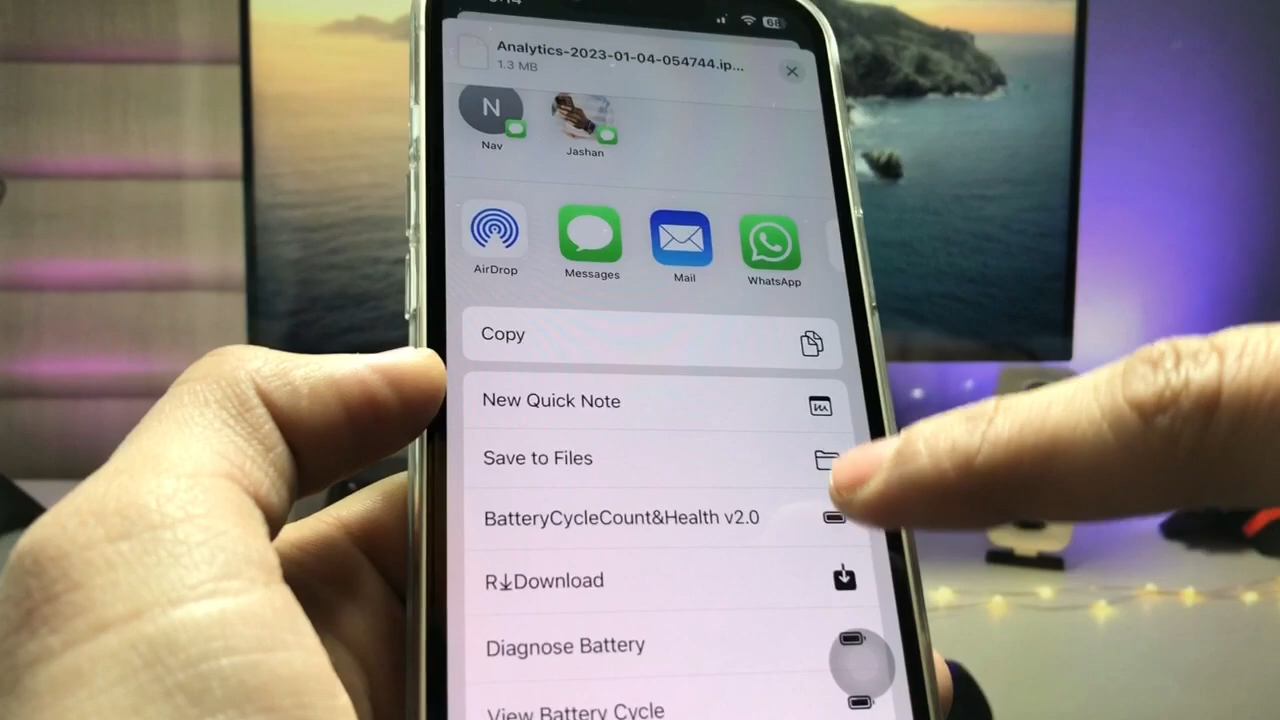 Analytics-2023-01-04-054744.ip...
1.3 MB
N
Nav
Jashan
AirDrop
Messages
Mail
WhatsApp
Copy
New Quick Note
Save to Files
BatteryCycleCount&Health v2.0
R↓Download
Diagnose Battery
View Battery Cycle